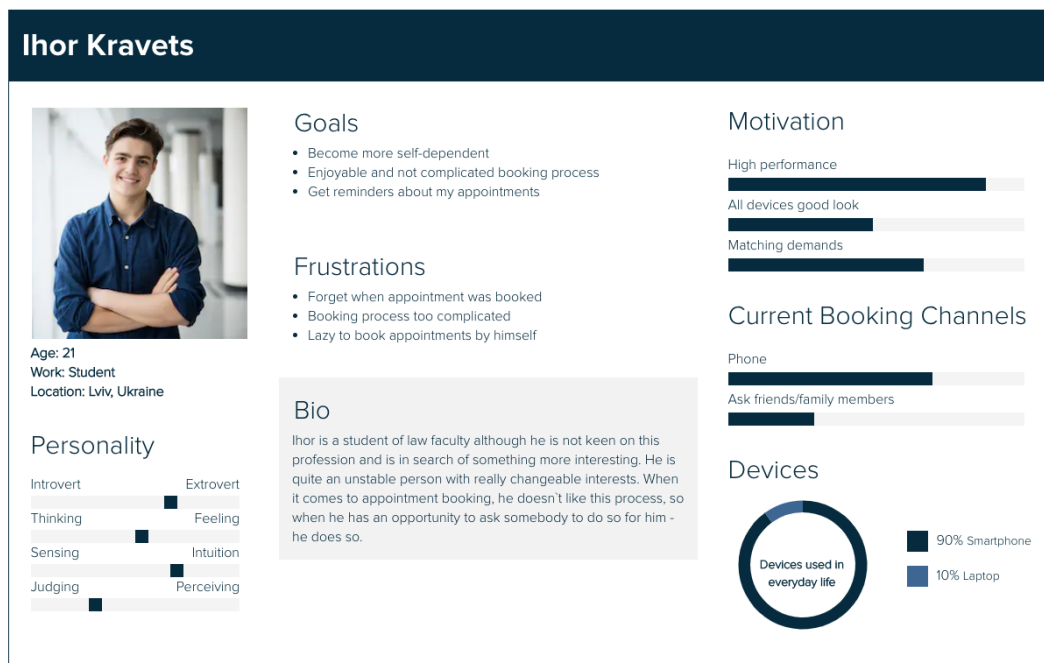 Ihor Kravets
Age: 21
Work: Student
Location: Lviv, Ukraine
Personality
Introvert Extrovert
Thinking Feeling
Sensing Intuition
Judging Perceiving
Goals
Become more self-dependent
Enjoyable and not complicated booking process
Get reminders about my appointments
Frustrations
Forget when appointment was booked
Booking process too complicated
Lazy to book appointments by himself
Bio
Ihor is a student of law faculty although he is not keen on this
profession and is in search of something more interesting. He is
quite an unstable person with really changeable interests. When
it comes to appointment booking, he doesn`t like this process, so
when he has an opportunity to ask somebody to do so for him -
he does so.
Motivation
High performance
All devices good look
Matching demands
Current Booking Channels
Phone
Ask friends/family members
Devices
Devices used in
everyday life
90% Smartphone
10% Laptop